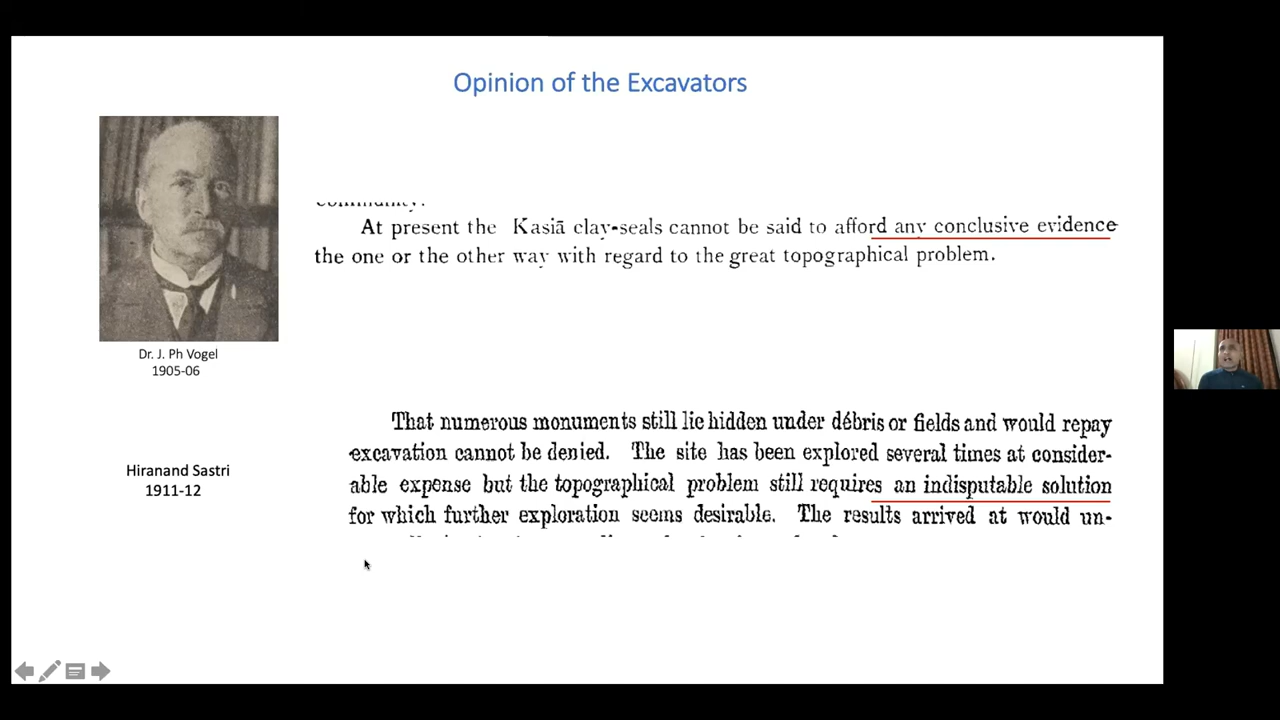 Opinion of the Excavators
At present the Kasiā clay-seals cannot be said to afford any conclusive evidence
the one or the other way with regard to the great topographical problem.
Dr. J. Ph Vogel
1905-06
That numerous monuments still lie hidden under débris or fields and would repay
excavation cannot be denied. The site has been explored several times at consider-
able expense but the topographical problem still requires an indisputable solution
for which further exploration seems desirable. The results arrived at would un-
Hiranand Sastri
1911-12